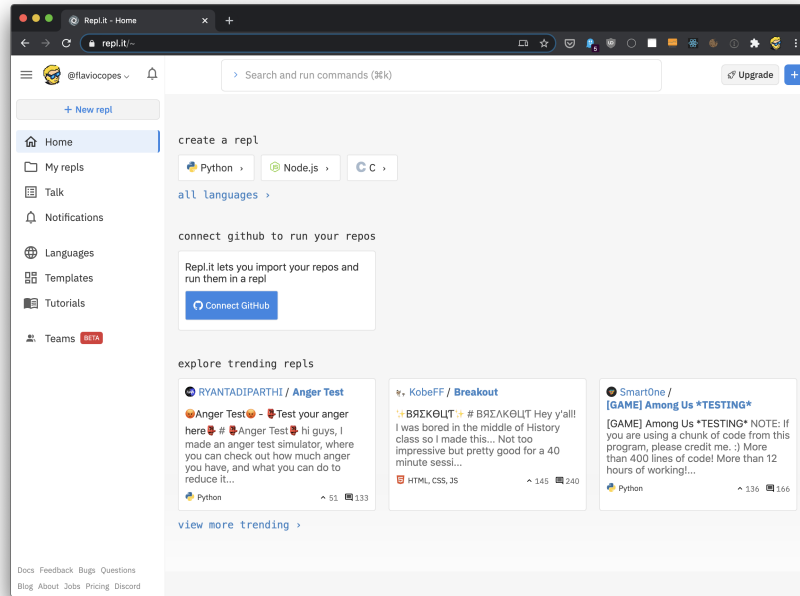 Repl.it - Home
repl.it/~
5
@flaviocopes
Search and run commands (⌘k)
Upgrade
+ New repl
Home
My repls
Talk
Notifications
Languages
Templates
Tutorials
Teams BETA
Docs Feedback Bugs Questions
Blog About Jobs Pricing Discord
create a repl
Python ›
Node.js ›
C ›
all languages ›
connect github to run your repos
Repl.it lets you import your repos and
run them in a repl
Connect GitHub
explore trending repls
RYANTADIPARTHI / Anger Test
😡Anger Test😡 - 👺Test your anger
here👺 # 👺Anger Test👺 hi guys, I
made an anger test simulator, where
you can check out how much anger
you have, and what you can do to
reduce it...
Python
51 133
KobeFF / Breakout
✨BЯΣKӨЦƬ✨ # BЯΣΛKӨЦƬ Hey y'all!
I was bored in the middle of History
class so I made this... Not too
impressive but pretty good for a 40
minute sessi...
HTML, CSS, JS
145 240
Smart0ne /
[GAME] Among Us *TESTING*
[GAME] Among Us *TESTING* NOTE: If
you are using a chunk of code from this
program, please credit me. :) More
than 400 lines of code! More than 12
hours of working!...
Python
136 166
view more trending ›